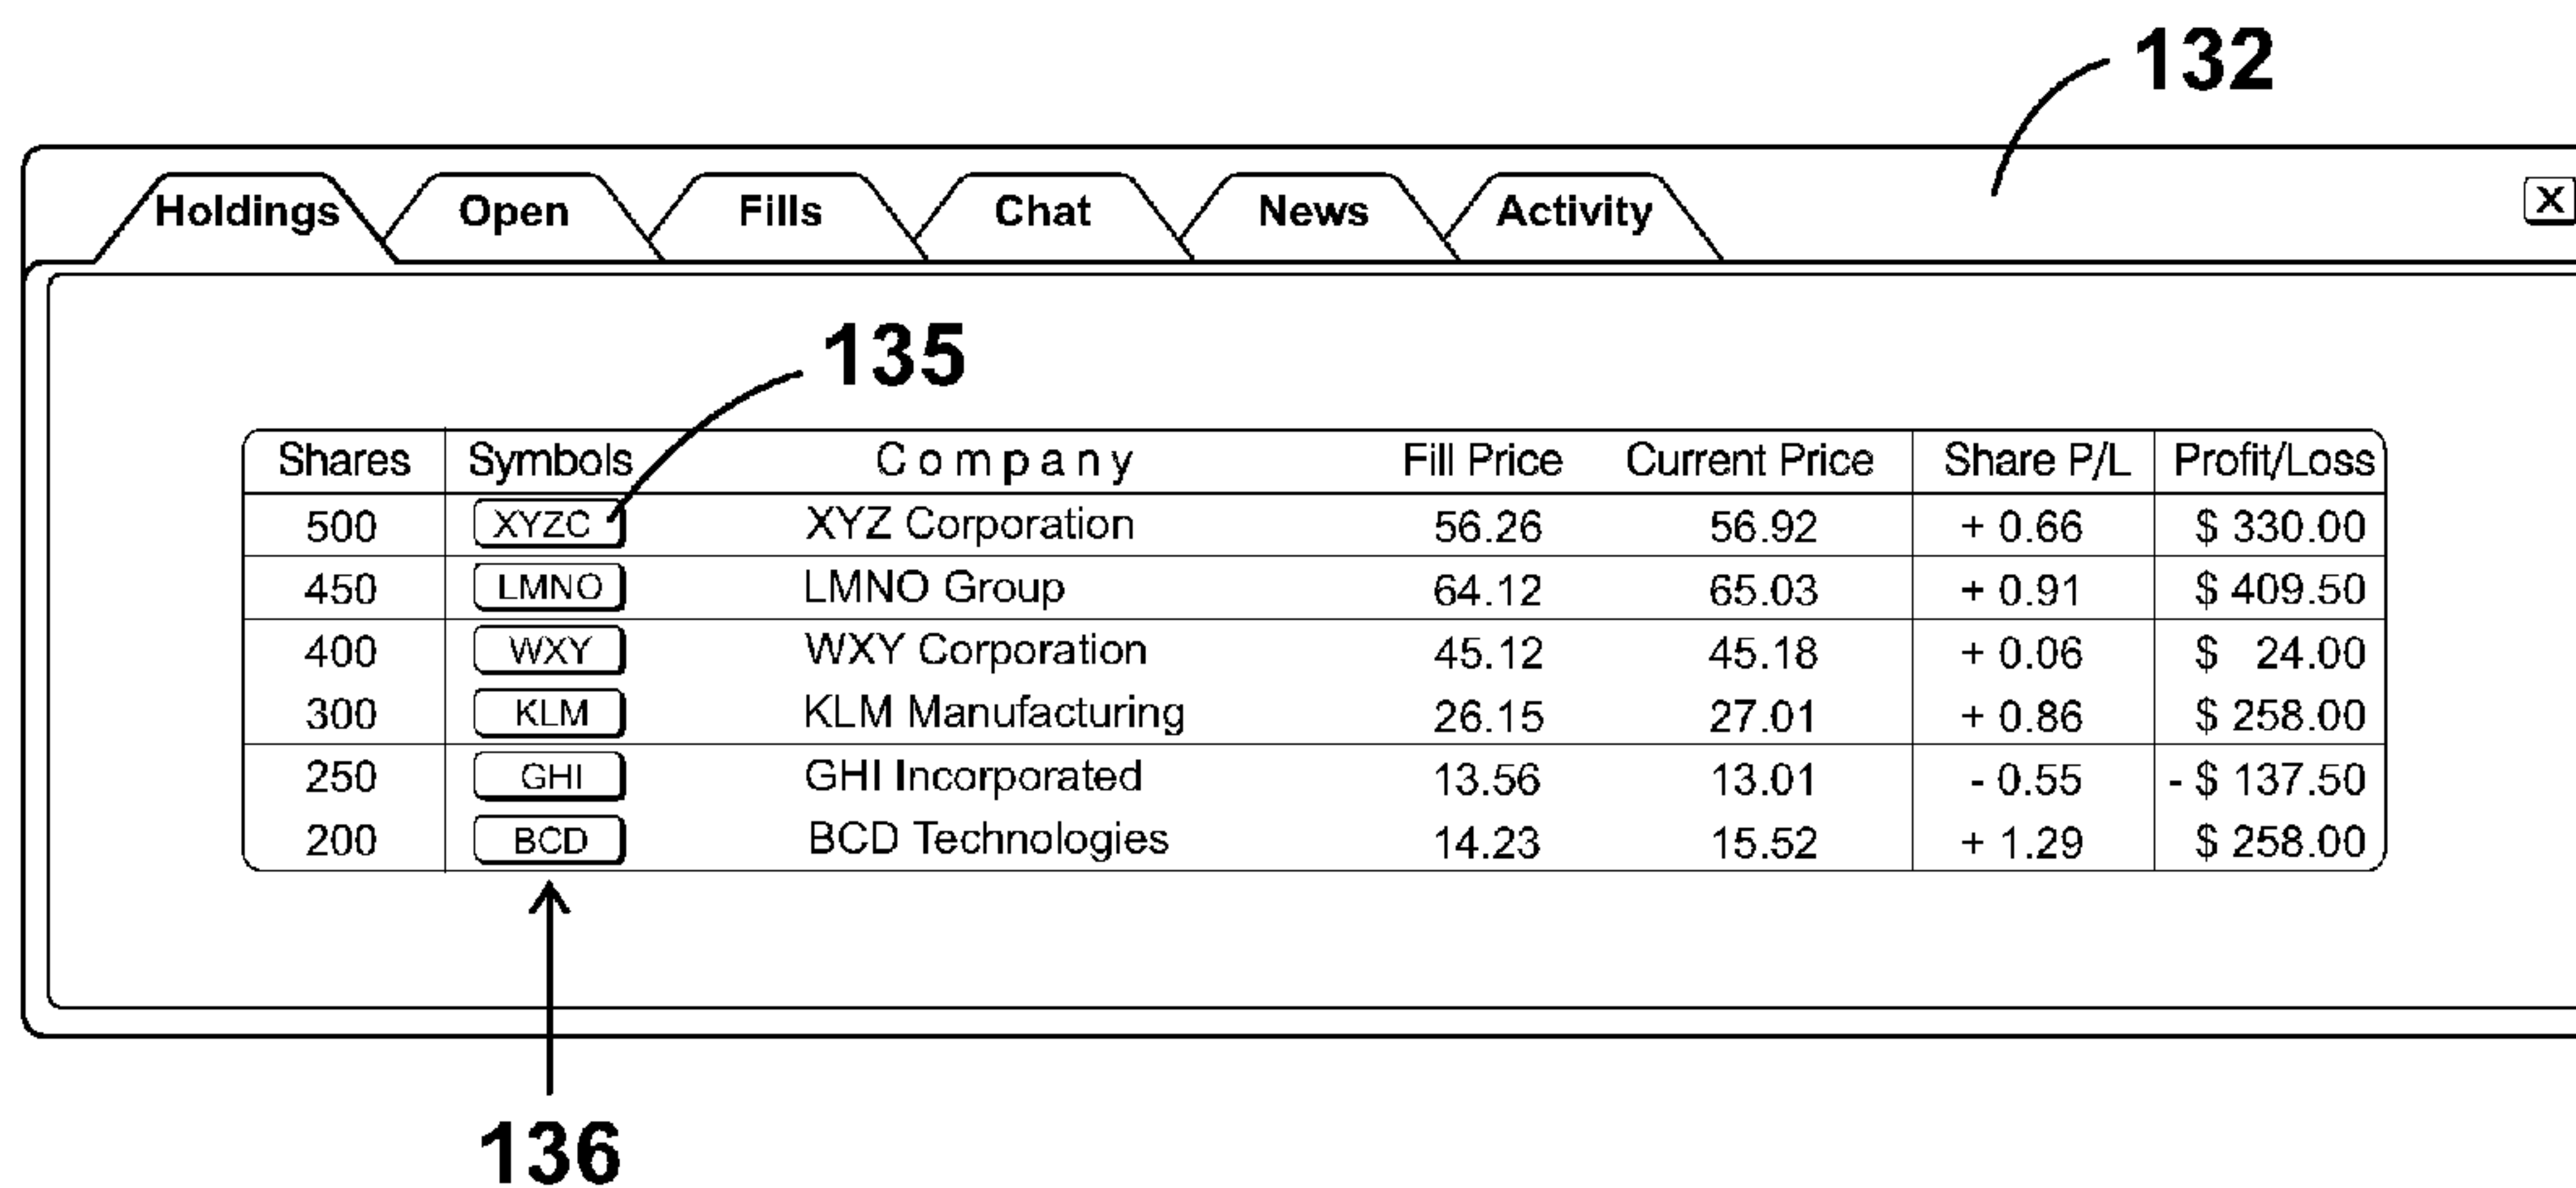 132
Holdings Open Fills Chat News Activity X
135
Shares Symbols Company Fill Price Current Price Share P/L Profit/Loss
500 XYZC XYZ Corporation 56.26 56.92 + 0.66 $ 330.00
450 LMNO LMNO Group 64.12 65.03 + 0.91 $ 409.50
400 WXY WXY Corporation 45.12 45.18 + 0.06 $ 24.00
300 KLM KLM Manufacturing 26.15 27.01 + 0.86 $ 258.00
250 GHI GHI Incorporated 13.56 13.01 - 0.55 - $ 137.50
200 BCD BCD Technologies 14.23 15.52 + 1.29 $ 258.00
136